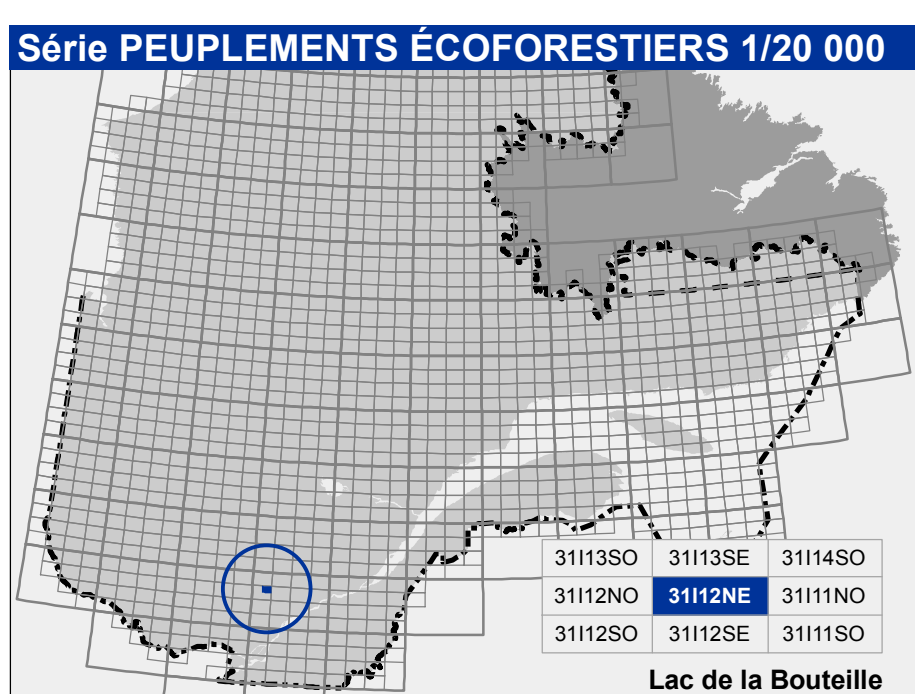 Série PEUPLEMENTS ÉCOFORESTIERS 1/20 000
31I13SO 31I13SE 31I14SO
31I12NO 31I12NE 31I11NO
31I12SO 31I12SE 31I11SO
Lac de la Bouteille